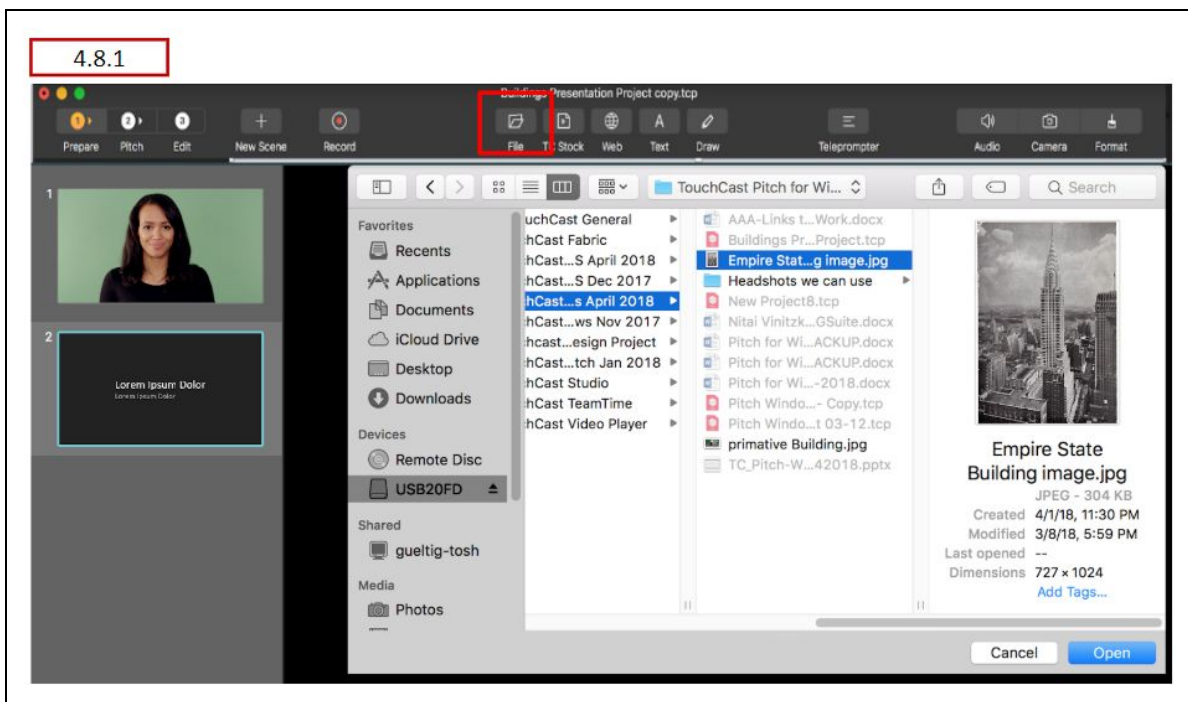 4.8.1
Buildings Presentation Project copy.tcp
1 2 3
Prepare Pitch Edit New Scene Record File TC Stock Web Text Draw Teleprompter Audio Camera Format
TouchCast Pitch for Wi... Search
1
2
Lorem Ipsum Dolor
Lorem Ipsum Dolor
Favorites
Recents
Applications
Documents
iCloud Drive
Desktop
Downloads
Devices
Remote Disc
USB20FD
Shared
gueltig-tosh
Media
Photos
uchCast General
hCast Fabric
hCast...S April 2018
hCast...S Dec 2017
hCast...s April 2018
hCast...ws Nov 2017
hcast...esign Project
hCast...tch Jan 2018
hCast Studio
hCast TeamTime
hCast Video Player
AAA-Links t...Work.docx
Buildings Pr...Project.tcp
Empire Stat...g image.jpg
Headshots we can use
New Project8.tcp
Nitai Vinitzk...GSuite.docx
Pitch for Wi...ACKUP.docx
Pitch for Wi...ACKUP.docx
Pitch for Wi...-2018.docx
Pitch Windo...- Copy.tcp
Pitch Windo...t 03-12.tcp
primative Building.jpg
TC_Pitch-W...42018.pptx
Empire State
Building image.jpg
JPEG - 304 KB
Created 4/1/18, 11:30 PM
Modified 3/8/18, 5:59 PM
Last opened --
Dimensions 727 × 1024
Add Tags...
Cancel Open